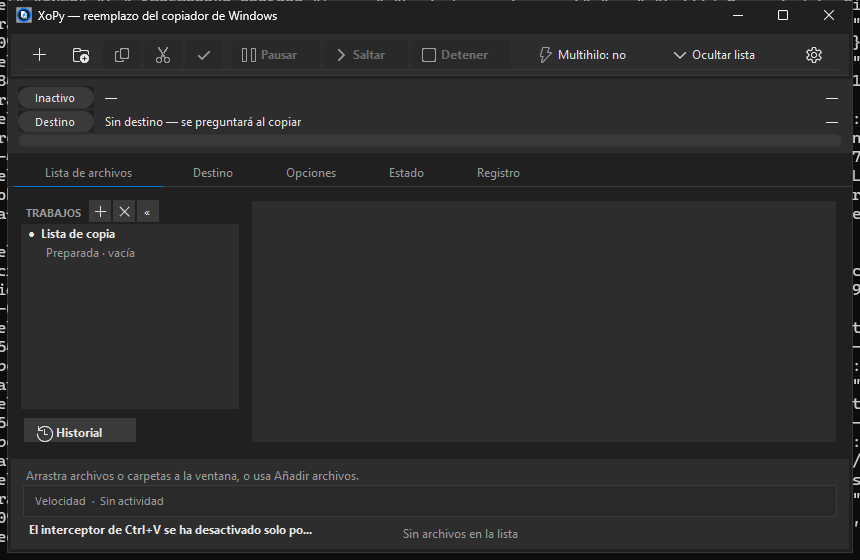 XoPy — reemplazo del copiador de Windows
Pausar Saltar Detener Multihilo: no Ocultar lista
Inactivo — —
Destino Sin destino — se preguntará al copiar —
Lista de archivos Destino Opciones Estado Registro
TRABAJOS + × «
• Lista de copia
Preparada · vacía
Historial
Arrastra archivos o carpetas a la ventana, o usa Añadir archivos.
Velocidad · Sin actividad
El interceptor de Ctrl+V se ha desactivado solo po...
Sin archivos en la lista